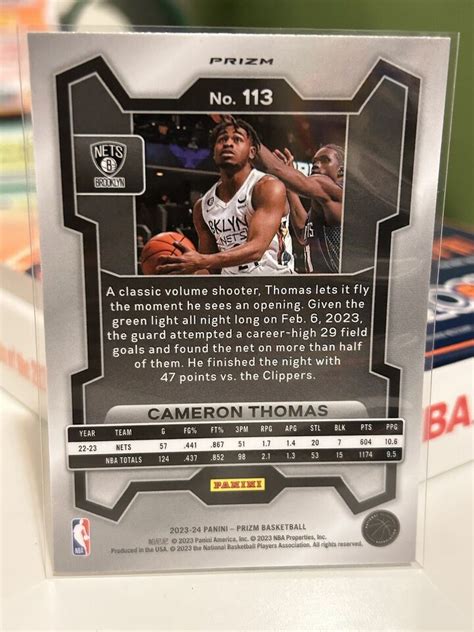 PRIZM
No. 113
NETS
B
BROOKLYN
KLYN
NETS
A classic volume shooter, Thomas lets it fly
the moment he sees an opening. Given the
green light all night long on Feb. 6, 2023,
the guard attempted a career-high 29 field
goals and found the net on more than half
of them. He finished the night with
47 points vs. the Clippers.
CAMERON THOMAS
YEAR TEAM G FG% FT% 3PM RPG APG STL BLK PTS PPG
22-23 NETS 57 .441 .867 51 1.7 1.4 20 7 604 10.6
NBA TOTALS 124 .437 .852 98 2.1 1.3 53 15 1174 9.5
PANINI
2023-24 PANINI – PRIZM BASKETBALL
© 2023 Panini America, Inc. © 2023 NBA Properties, Inc.
Produced in the USA. © 2023 the National Basketball Players Association. All rights reserved.
NBA
BA